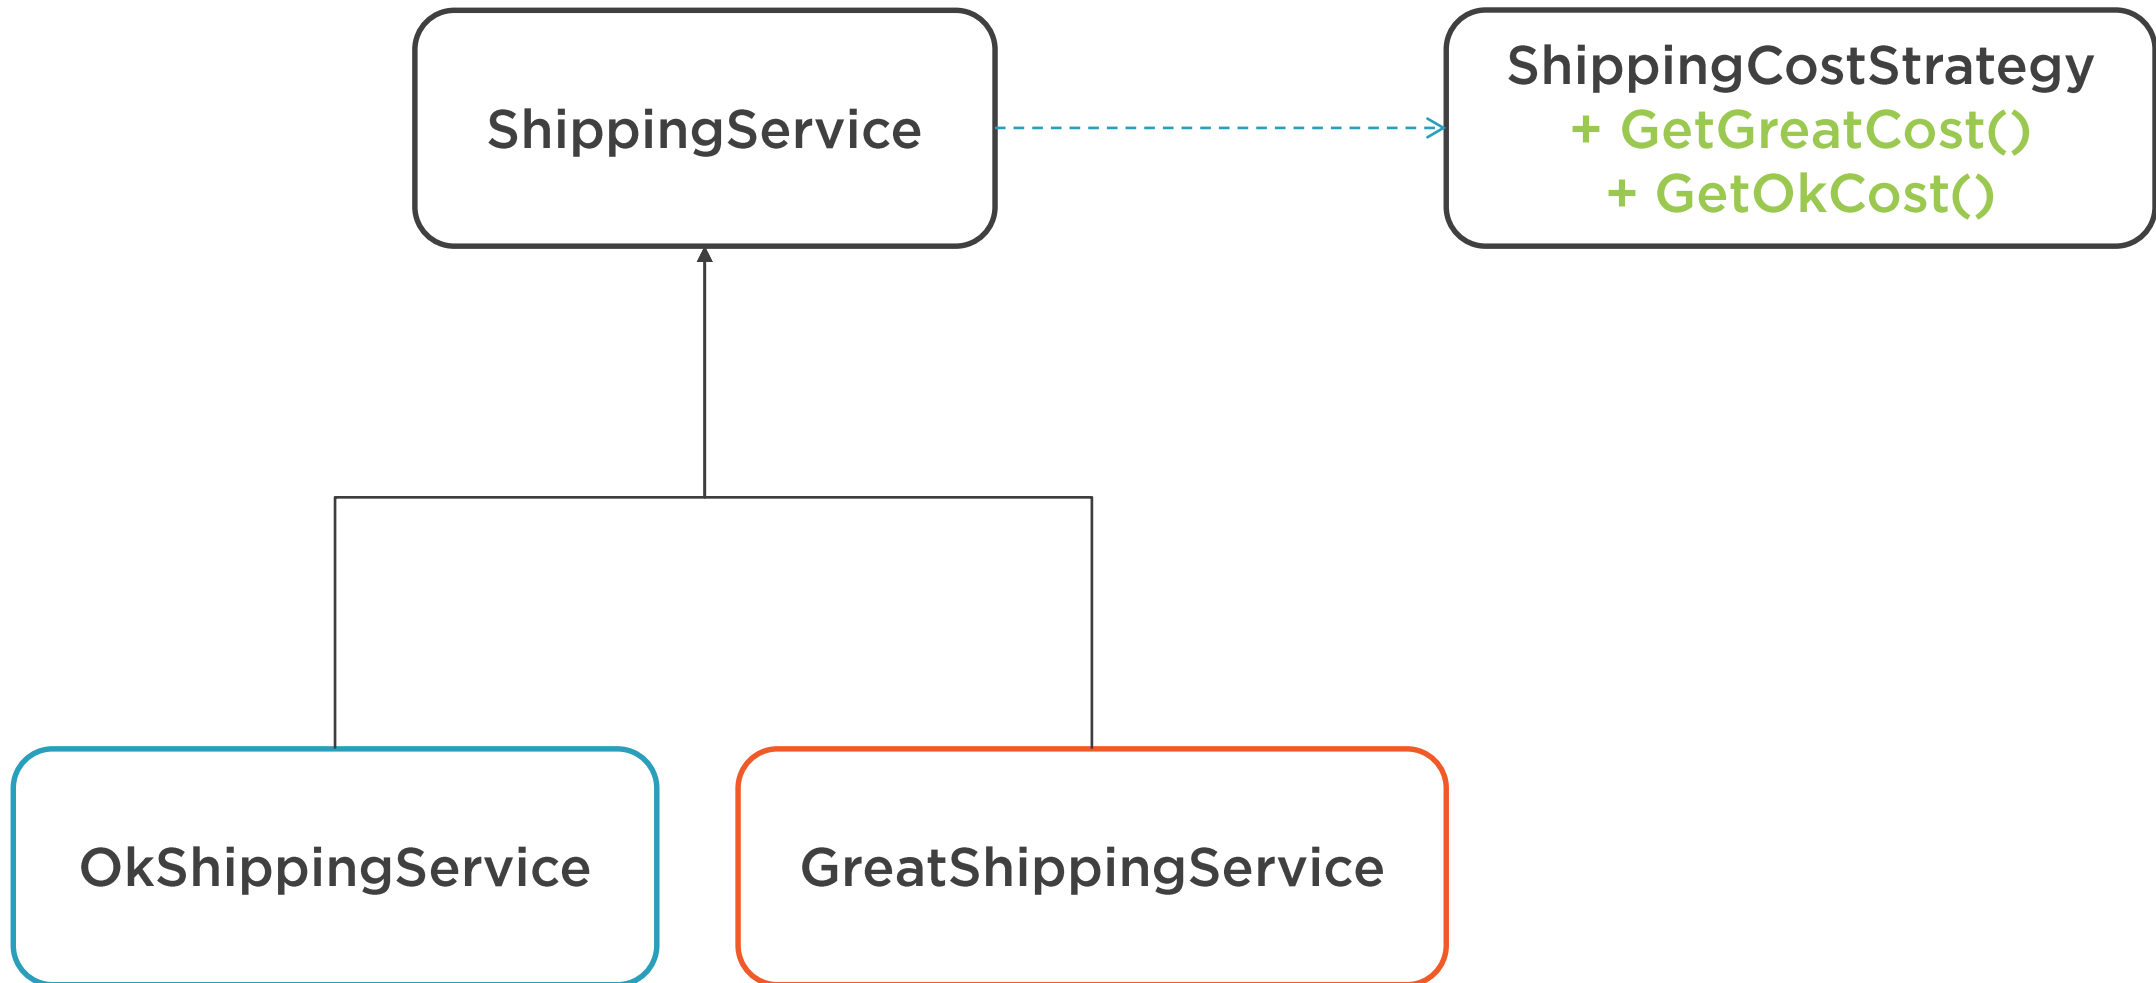 ShippingService
ShippingCostStrategy
+ GetGreatCost()
+ GetOkCost()
OkShippingService
GreatShippingService